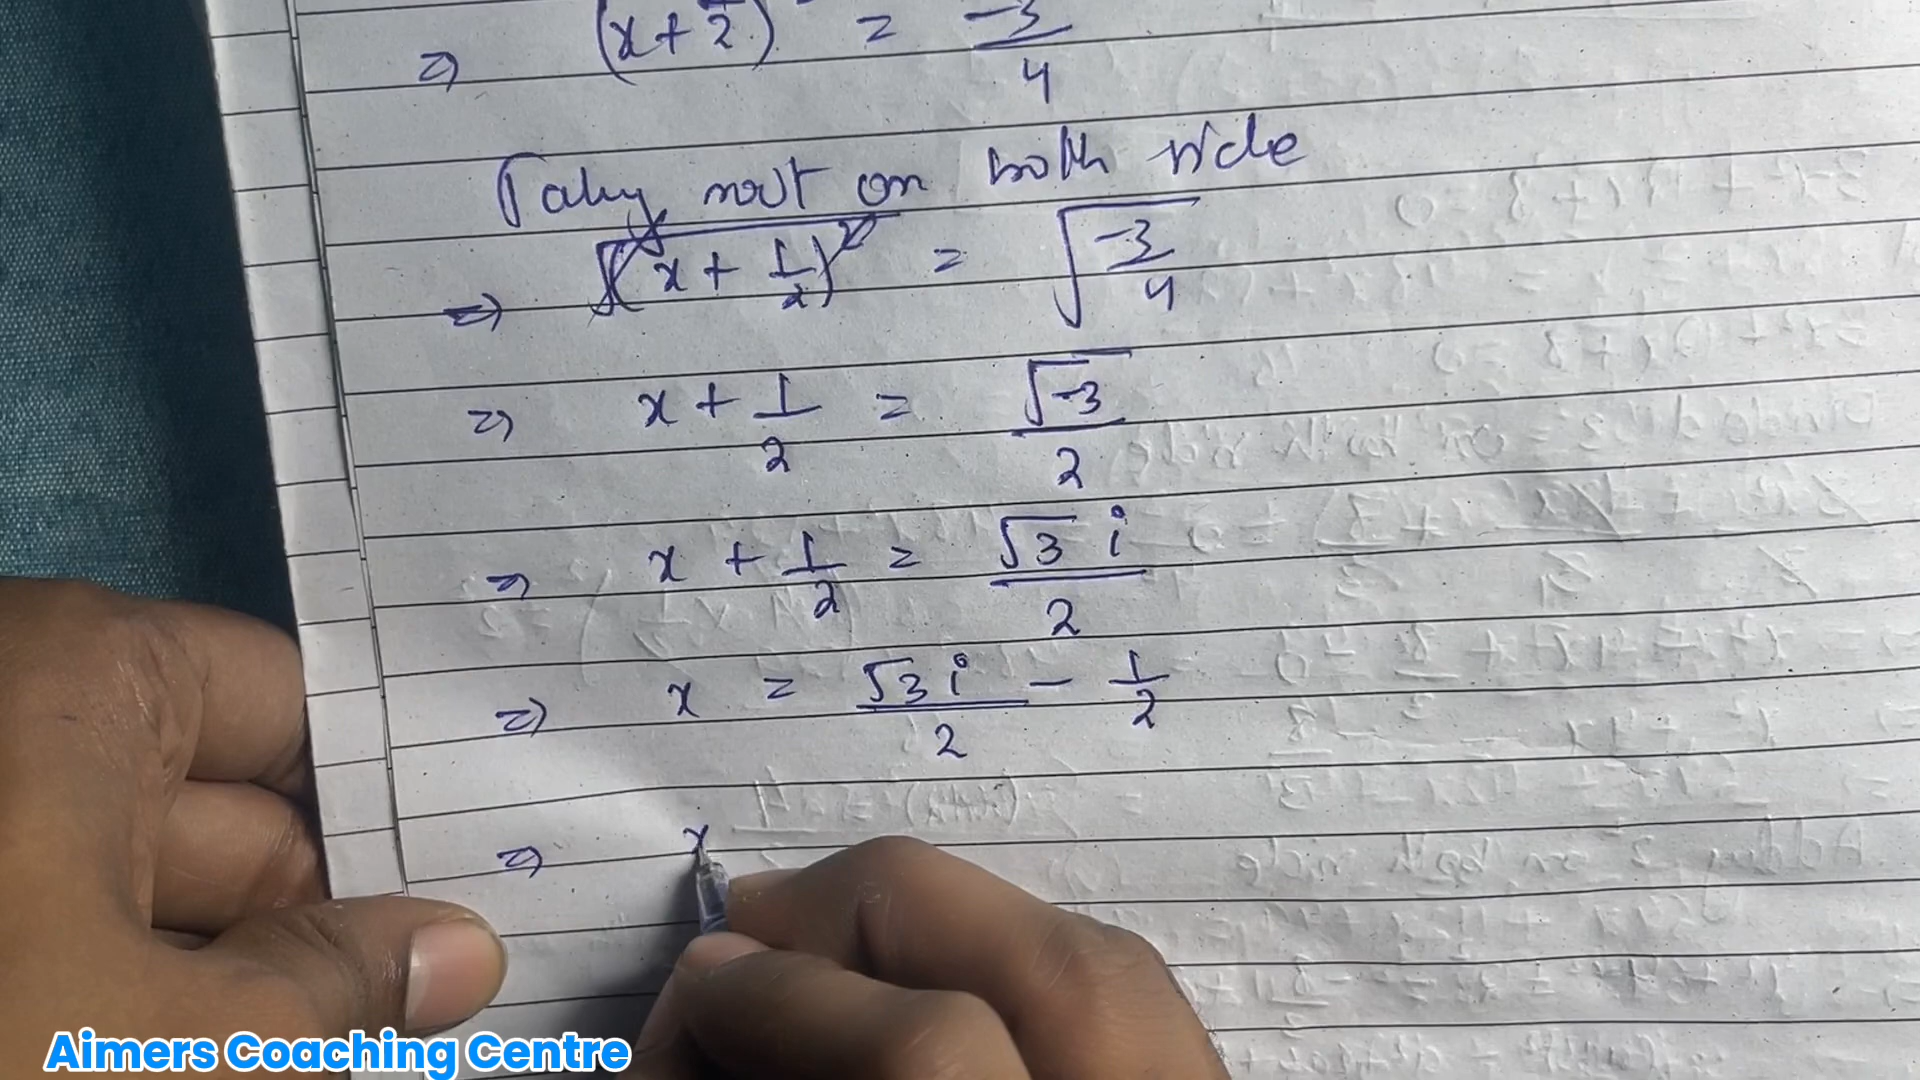 => (x+1/2)² = -3/4
Taking root on both side
=> √(x+1/2)² = √-3/4
=> x+1/2 = √-3/2
=> x+1/2 = √3 i/2
=> x = √3 i/2 - 1/2
=> x
Aimers Coaching Centre